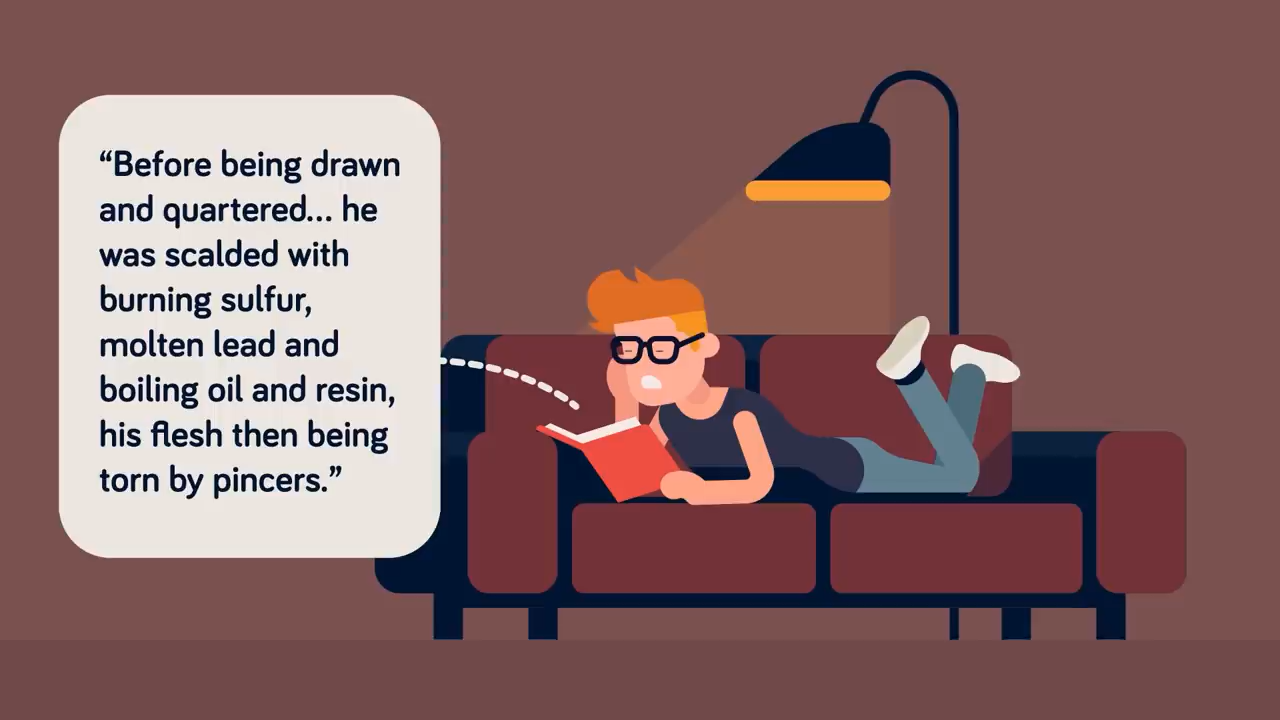 “Before being drawn
and quartered... he
was scalded with
burning sulfur,
molten lead and
boiling oil and resin,
his flesh then being
torn by pincers.”